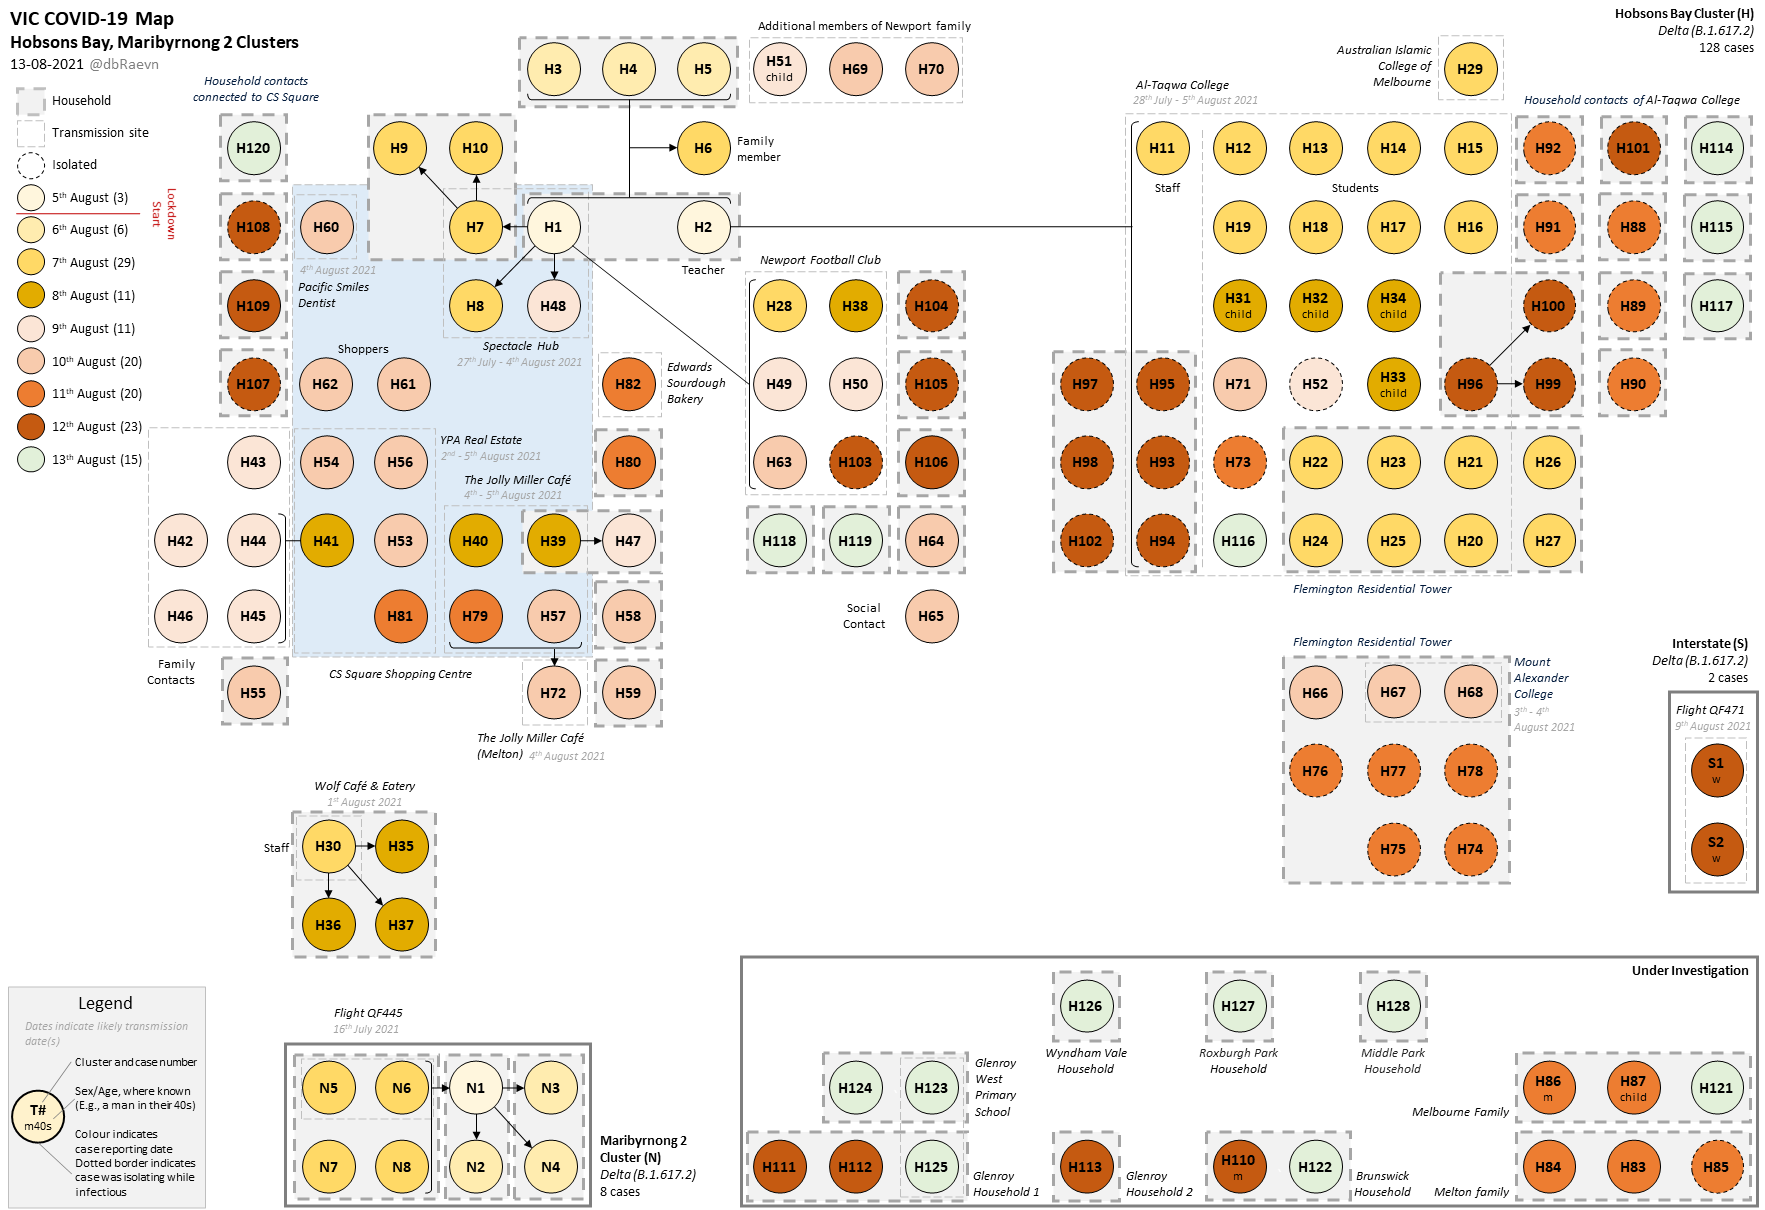 VIC COVID-19 Map
Hobsons Bay, Maribyrnong 2 Clusters
13-08-2021 @dbRaevn
Household
Transmission site
Isolated
5th August (3)
6th August (6)
7th August (29)
8th August (11)
9th August (11)
10th August (20)
11th August (20)
12th August (23)
13th August (15)
Lockdown
Start
Household contacts
connected to CS Square
H120
H108
H109
H107
H60
4th August 2021
Pacific Smiles
Dentist
H9
H10
H7
H3
H4
H5
Additional members of Newport family
H51
child
H69
H70
H6
Family
member
H1
H2
Teacher
H8
H48
Spectacle Hub
27th July - 4th August 2021
Shoppers
H62
H61
H82
Edwards
Sourdough
Bakery
H43
H54
H56
YPA Real Estate
2nd - 5th August 2021
The Jolly Miller Café
4th - 5th August 2021
H80
H42
H44
H41
H53
H40
H39
H47
H46
H45
H81
H79
H57
H58
Family
Contacts
H55
CS Square Shopping Centre
H72
H59
The Jolly Miller Café
(Melton) 4th August 2021
Newport Football Club
H28
H38
H104
H49
H50
H105
H63
H103
H106
H118
H119
H64
Social
Contact
H65
Hobsons Bay Cluster (H)
Delta (B.1.617.2)
128 cases
Australian Islamic
College of
Melbourne
H29
Al-Taqwa College
28th July - 5th August 2021
Household contacts of Al-Taqwa College
H11
H12
H13
H14
H15
H92
H101
H114
Staff
Students
H19
H18
H17
H16
H91
H88
H115
H31
child
H32
child
H34
child
H100
H89
H117
H97
H95
H71
H52
H33
child
H96
H99
H90
H98
H93
H73
H22
H23
H21
H26
H102
H94
H116
H24
H25
H20
H27
Flemington Residential Tower
Flemington Residential Tower
H66
H67
H68
Mount
Alexander
College
3th - 4th
August 2021
H76
H77
H78
H75
H74
Interstate (S)
Delta (B.1.617.2)
2 cases
Flight QF471
9th August 2021
S1
w
S2
w
Wolf Café & Eatery
1st August 2021
Staff
H30
H35
H36
H37
Legend
Dates indicate likely transmission
date(s)
Cluster and case number
Sex/Age, where known
(E.g., a man in their 40s)
T#
m40s
Colour indicates
case reporting date
Dotted border indicates
case was isolating while
infectious
Flight QF445
16th July 2021
N5
N6
N1
N3
N7
N8
N2
N4
Maribyrnong 2
Cluster (N)
Delta (B.1.617.2)
8 cases
Under Investigation
H126
Wyndham Vale
Household
H127
Roxburgh Park
Household
H128
Middle Park
Household
H124
H123
Glenroy
West
Primary
School
H86
m
H87
child
H121
Melbourne Family
H111
H112
H125
Glenroy
Household 1
H113
Glenroy
Household 2
H110
m
H122
Brunswick
Household
Melton family
H84
H83
H85